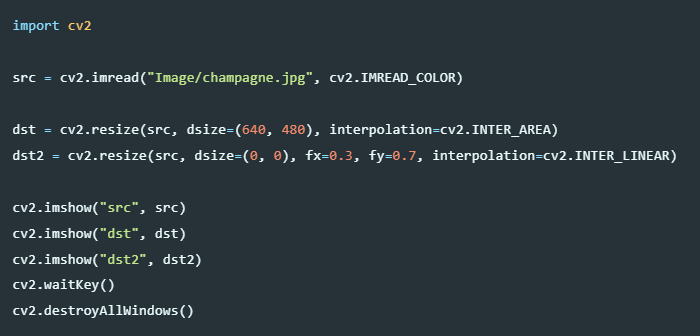 import cv2
src = cv2.imread("Image/champagne.jpg", cv2.IMREAD_COLOR)
dst = cv2.resize(src, dsize=(640, 480), interpolation=cv2.INTER_AREA)
dst2 = cv2.resize(src, dsize=(0, 0), fx=0.3, fy=0.7, interpolation=cv2.INTER_LINEAR)
cv2.imshow("src", src)
cv2.imshow("dst", dst)
cv2.imshow("dst2", dst2)
cv2.waitKey()
cv2.destroyAllWindows()